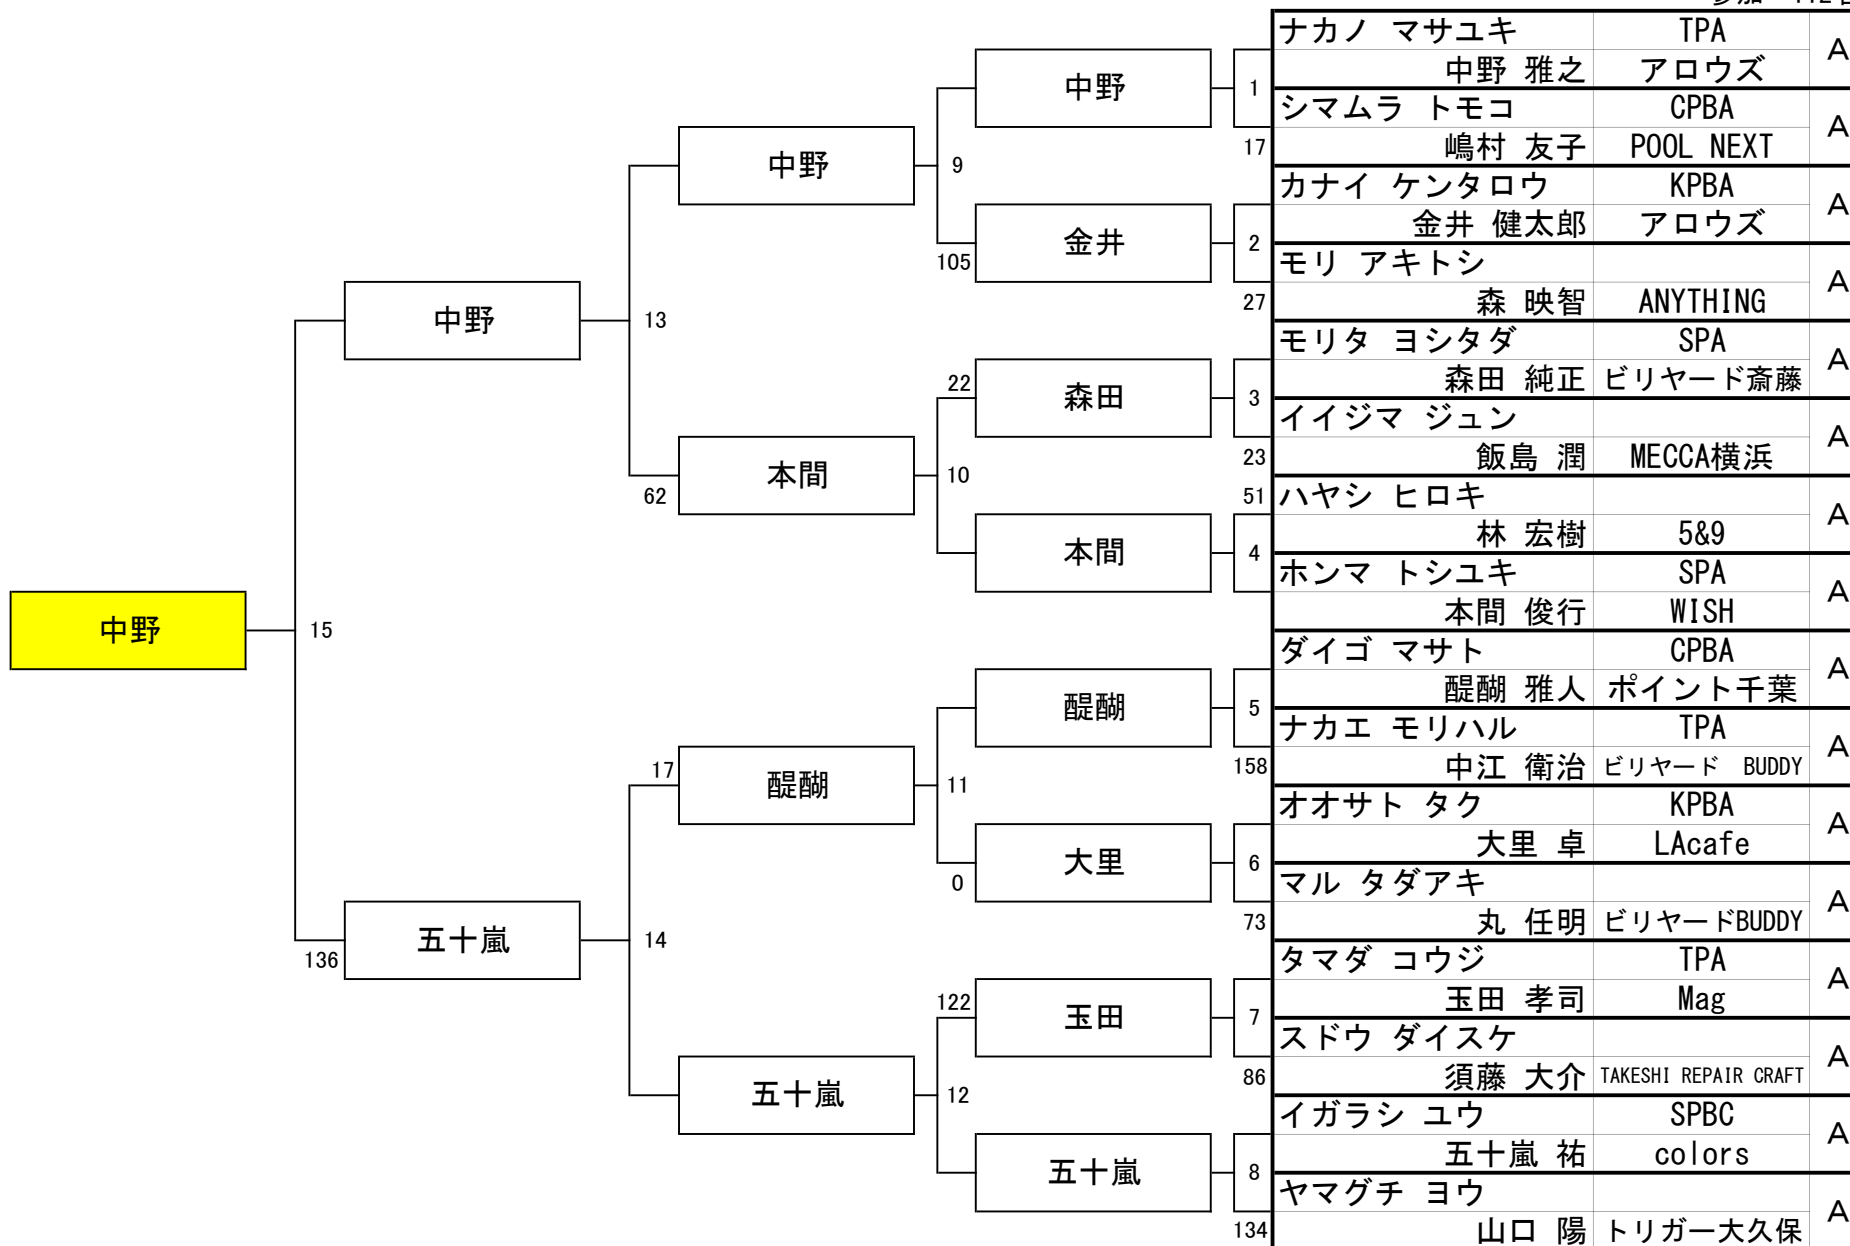 ナカノ マサユキ TPA A
中野 雅之 アロウズ
シマムラ トモコ CPBA A
嶋村 友子 POOL NEXT
カナイ ケンタロウ KPBA A
金井 健太郎 アロウズ
モリ アキトシ A
森 映智 ANYTHING
モリタ ヨシタダ SPA A
森田 純正 ビリヤード斎藤
イイジマ ジュン A
飯島 潤 MECCA横浜
ハヤシ ヒロキ A
林 宏樹 5&9
ホンマ トシユキ SPA A
本間 俊行 WISH
ダイゴ マサト CPBA A
醍醐 雅人 ポイント千葉
ナカエ モリハル TPA A
中江 衛治 ビリヤード BUDDY
オオサト タク KPBA A
大里 卓 LAcafe
マル タダアキ A
丸 任明 ビリヤードBUDDY
タマダ コウジ TPA A
玉田 孝司 Mag
スドウ ダイスケ A
須藤 大介 TAKESHI REPAIR CRAFT
イガラシ ユウ SPBC A
五十嵐 祐 colors
ヤマグチ ヨウ A
山口 陽 トリガー大久保
中野 1
17
金井 2
105
27
森田 3
22
23
51
本間 4
醍醐 5
158
大里 6
0
73
玉田 7
122
86
五十嵐 8
134
中野 9
本間 10
62
醍醐 11
17
五十嵐 12
中野 13
五十嵐 14
136
中野 15